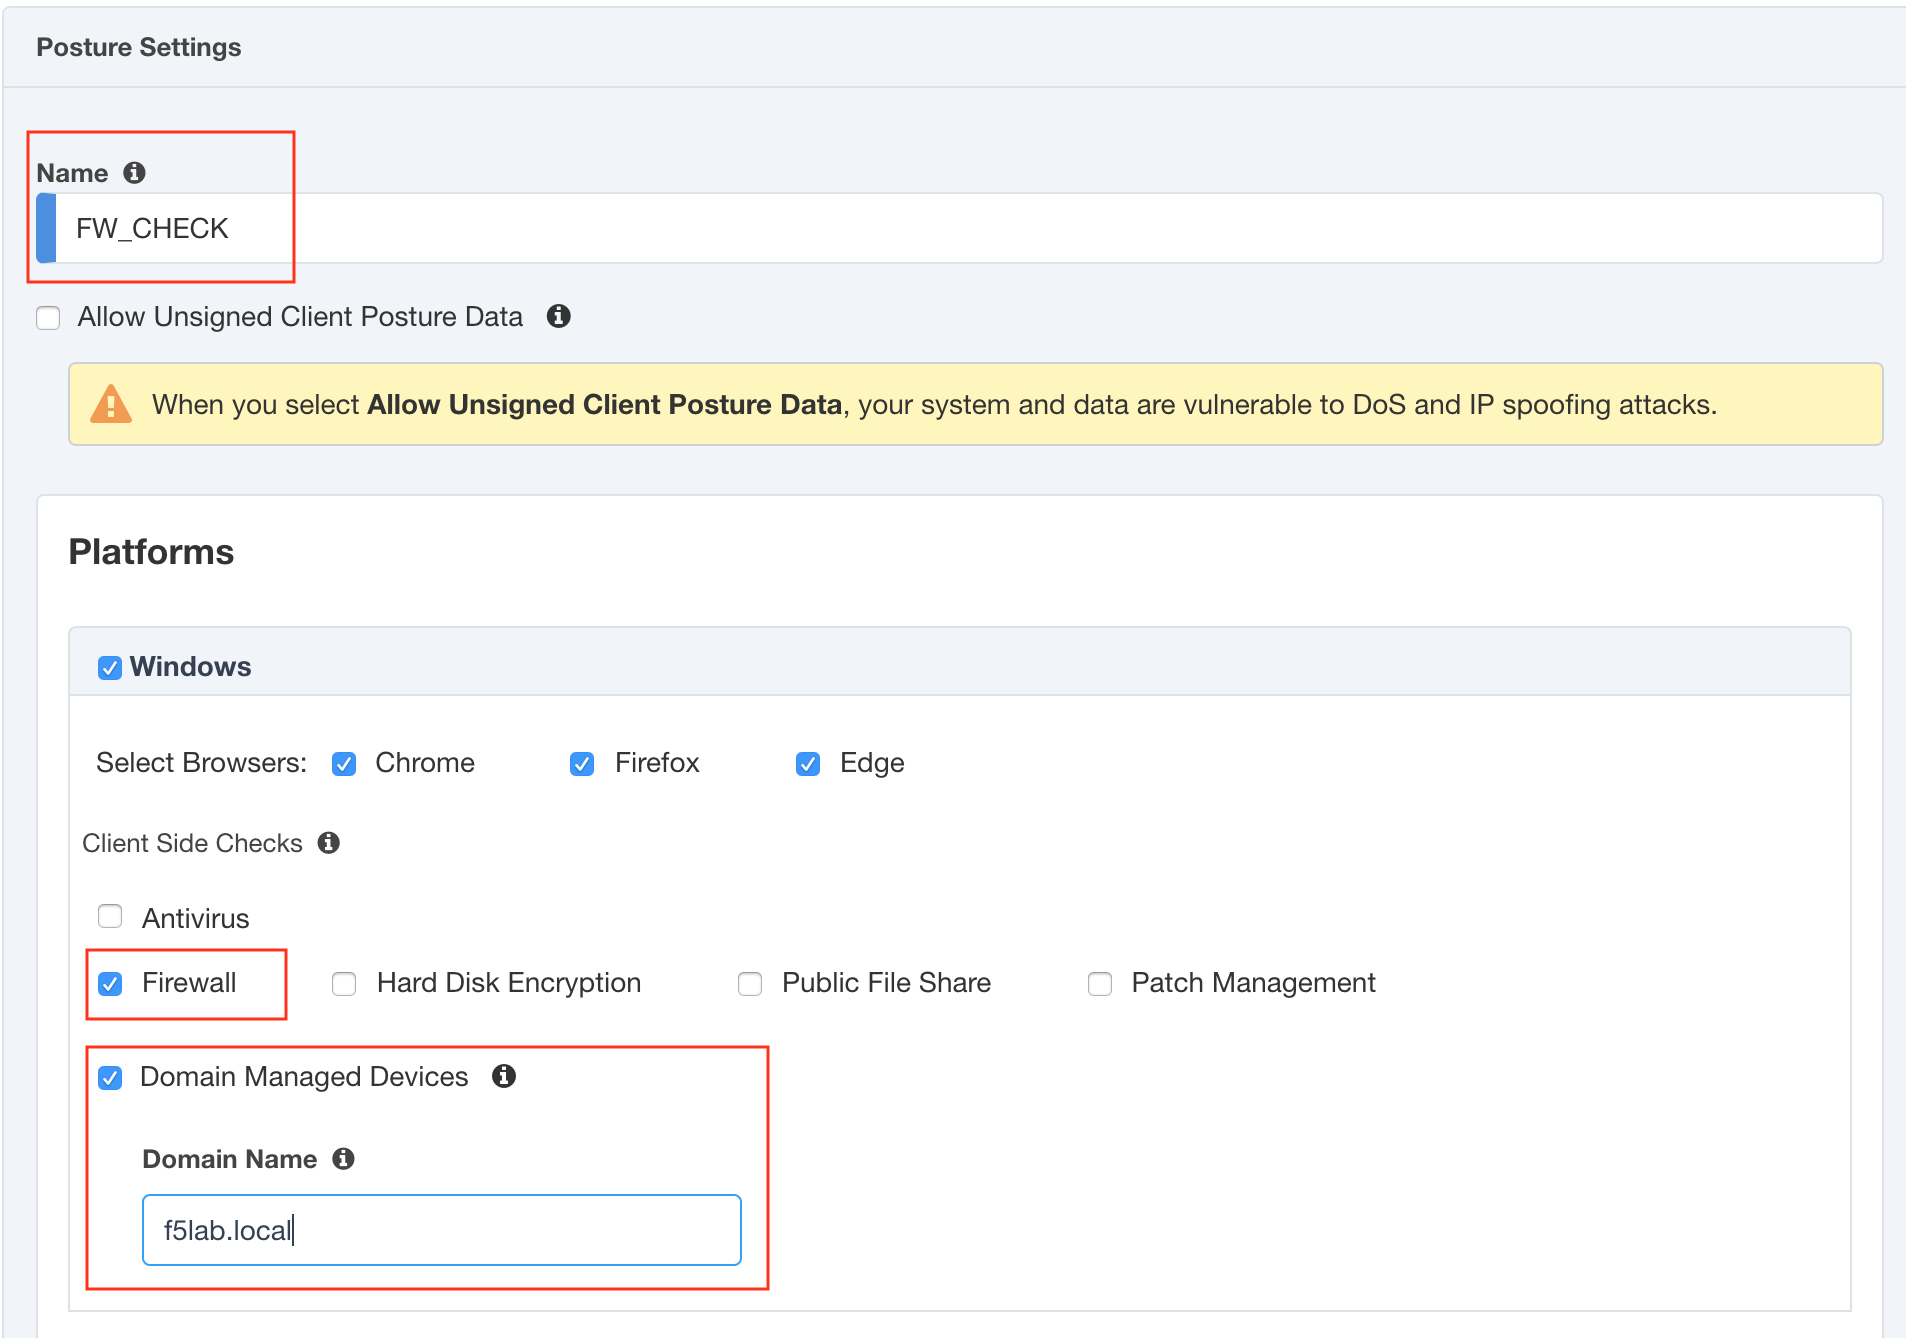 Posture Settings
Name
FW_CHECK
Allow Unsigned Client Posture Data
When you select Allow Unsigned Client Posture Data, your system and data are vulnerable to DoS and IP spoofing attacks.
Platforms
Windows
Select Browsers: Chrome Firefox Edge
Client Side Checks
Antivirus
Firewall Hard Disk Encryption Public File Share Patch Management
Domain Managed Devices
Domain Name
f5lab.local